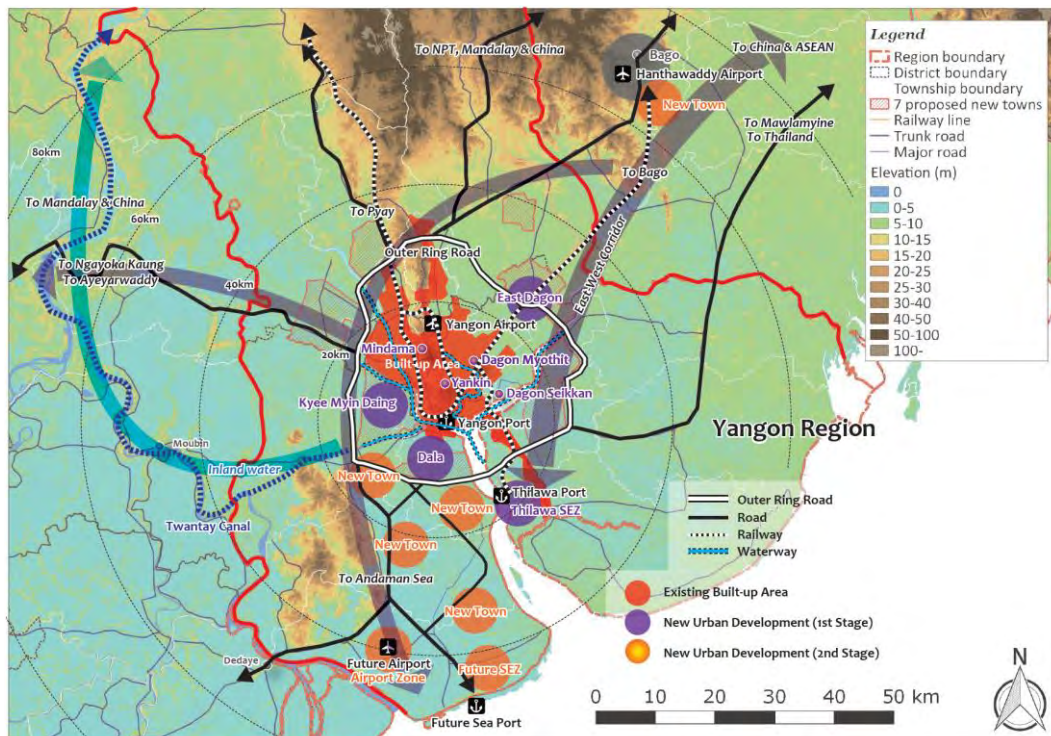 Legend
Region boundary
District boundary
Township boundary
7 proposed new towns
Railway line
Trunk road
Major road
Elevation (m)
0
0-5
5-10
10-15
15-20
20-25
25-30
30-40
40-50
50-100
100-
To NPT, Mandalay & China
Bago
Hanthawaddy Airport
New Town
To China & ASEAN
To Mawlamyine
To Thailand
80km
To Mandalay & China
60km
To Pyay
To Bago
East-West Corridor
To Ngayoka Kaung
To Ayeyarwaddy
40km
Outer Ring Road
East Dagon
Yangon Airport
20km
Mindama
Built-up Area
Dagon Myothit
Yankin
Kyee Myin Daing
Dagon Seikkan
Yangon Port
Yangon Region
Moubin
Inland water
Dala
New Town
Twantay Canal
New Town
Thilawa Port
Thilawa SEZ
New Town
To Andaman Sea
New Town
Dedaye
Future Airport
Airport Zone
Future SEZ
Future Sea Port
Outer Ring Road
Road
Railway
Waterway
Existing Built-up Area
New Urban Development (1st Stage)
New Urban Development (2nd Stage)
0 10 20 30 40 50 km
N